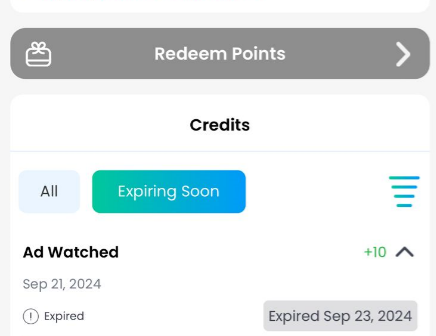 Redeem Points
Credits
All
Expiring Soon
Ad Watched
+10
Sep 21, 2024
Expired
Expired Sep 23, 2024